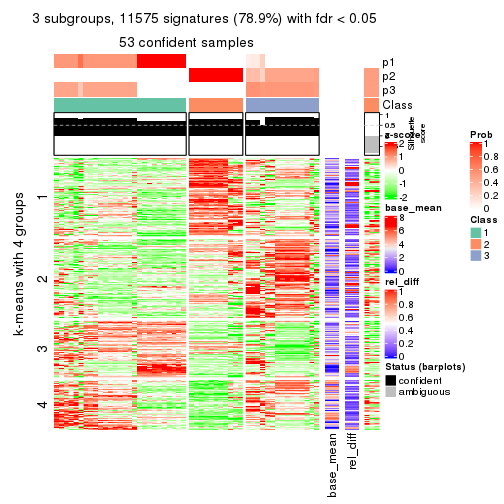 3 subgroups, 11575 signatures (78.9%) with fdr < 0.05
53 confident samples
p1
p2
p3
Class
1
0.5
0
Silhouette
score
z-score
2
1
0
-1
-2
base_mean
8
6
4
2
0
rel_diff
1
0.8
0.6
0.4
0.2
0
Status (barplots)
confident
ambiguous
Prob
1
0.8
0.6
0.4
0.2
0
Class
1
2
3
k-means with 4 groups
1
2
3
4
base_mean
rel_diff